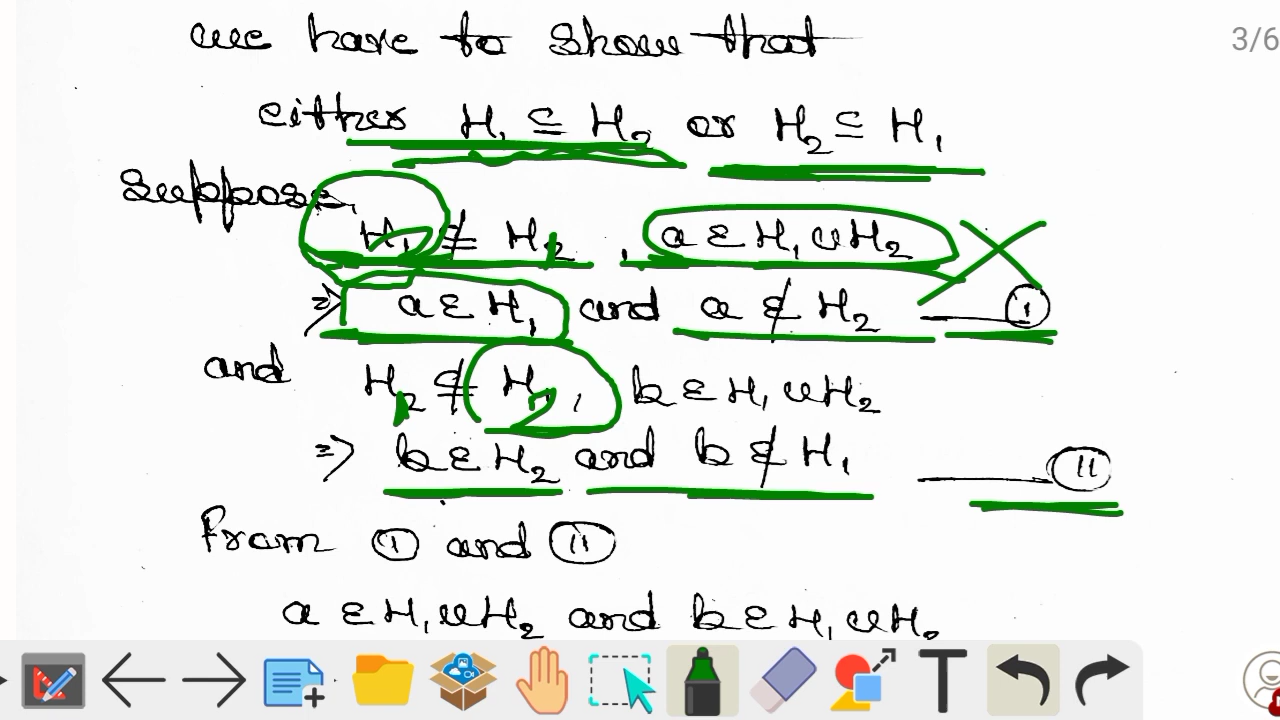 we have to show that
3/6
either H₁ ⊆ H₂ or H₂ ⊆ H₁
Suppose
H₁ ⊈ H₂ , a ε H₁ ∪ H₂
⇒ a ε H₁ and a ∉ H₂ ——— (I)
and H₂ ⊈ H₁ , b ε H₁ ∪ H₂
⇒ b ε H₂ and b ∉ H₁ ——— (II)
From (I) and (II)
a ε H₁ ∪ H₂ and b ε H₁ ∪ H₂
T